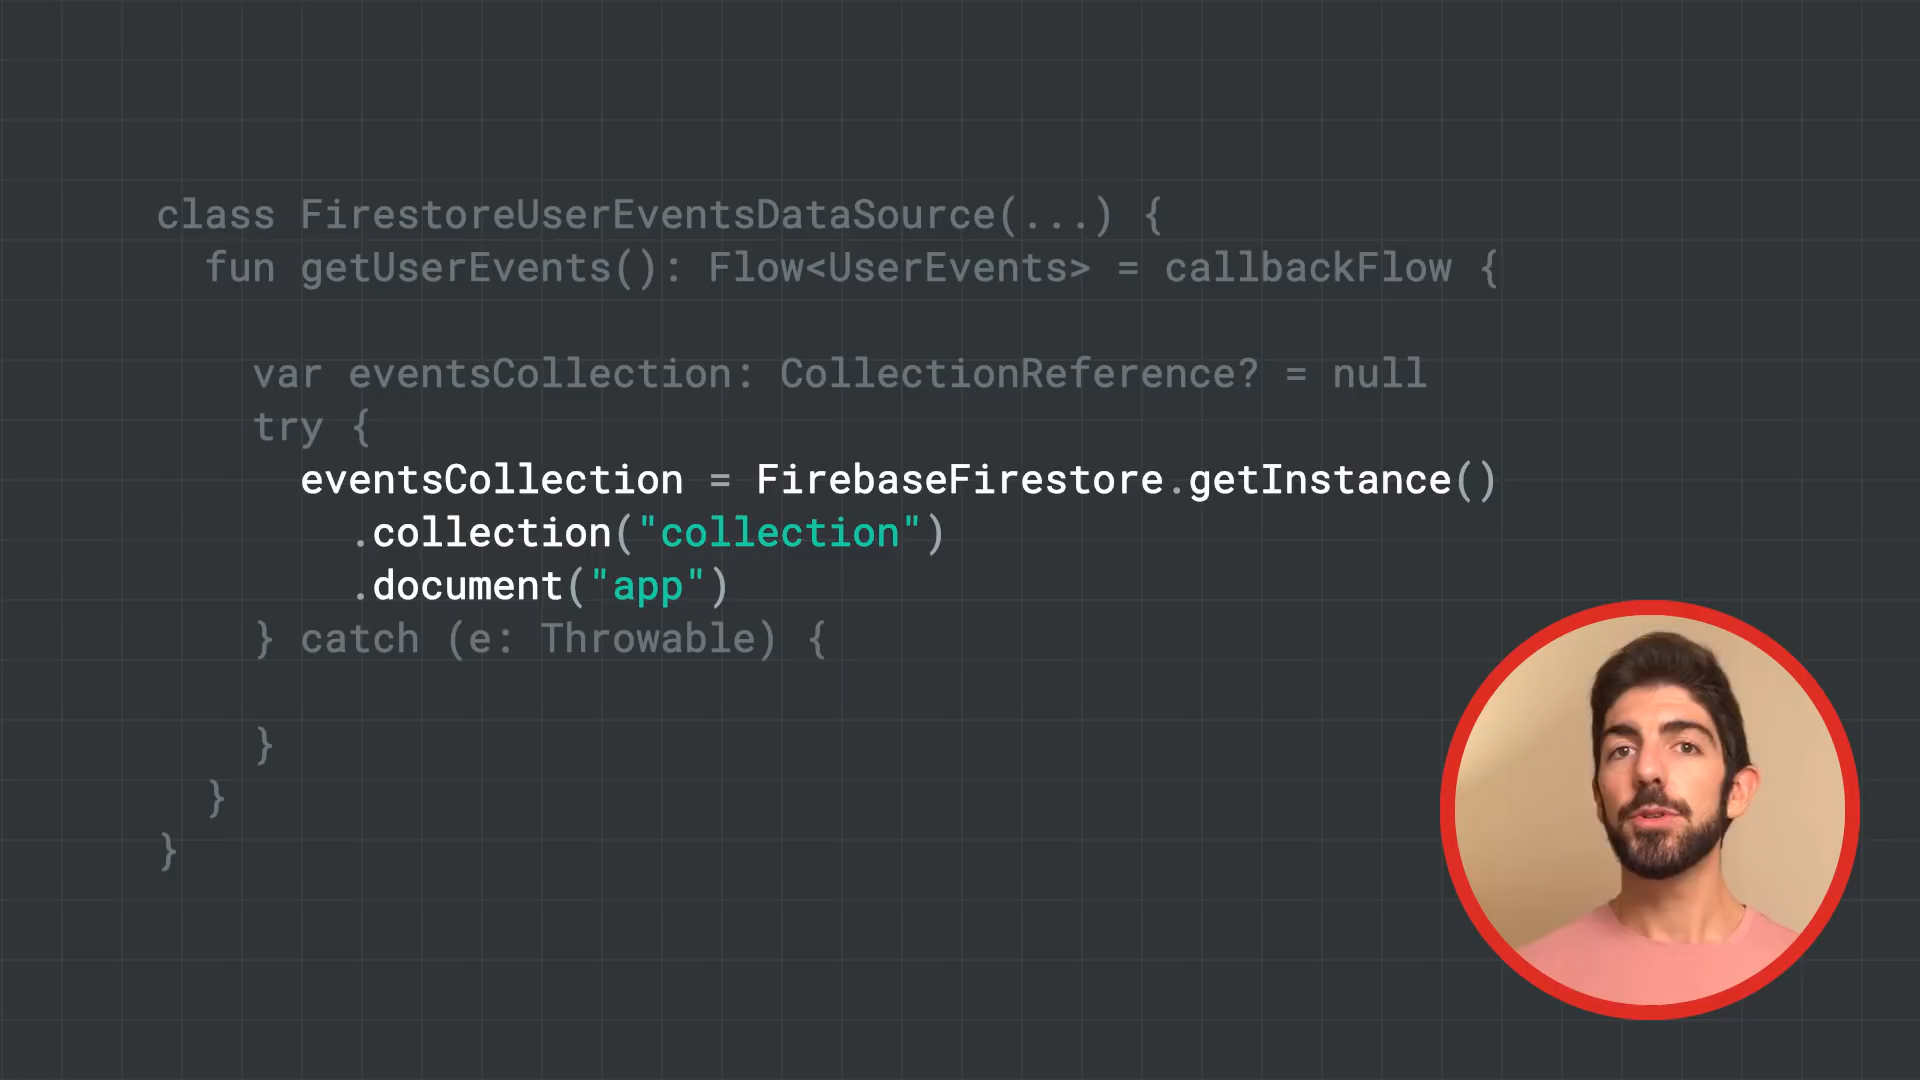 class FirestoreUserEventsDataSource(...) {
fun getUserEvents(): Flow<UserEvents> = callbackFlow {
var eventsCollection: CollectionReference? = null
try {
eventsCollection = FirebaseFirestore.getInstance()
.collection("collection")
.document("app")
} catch (e: Throwable) {
}
}
}